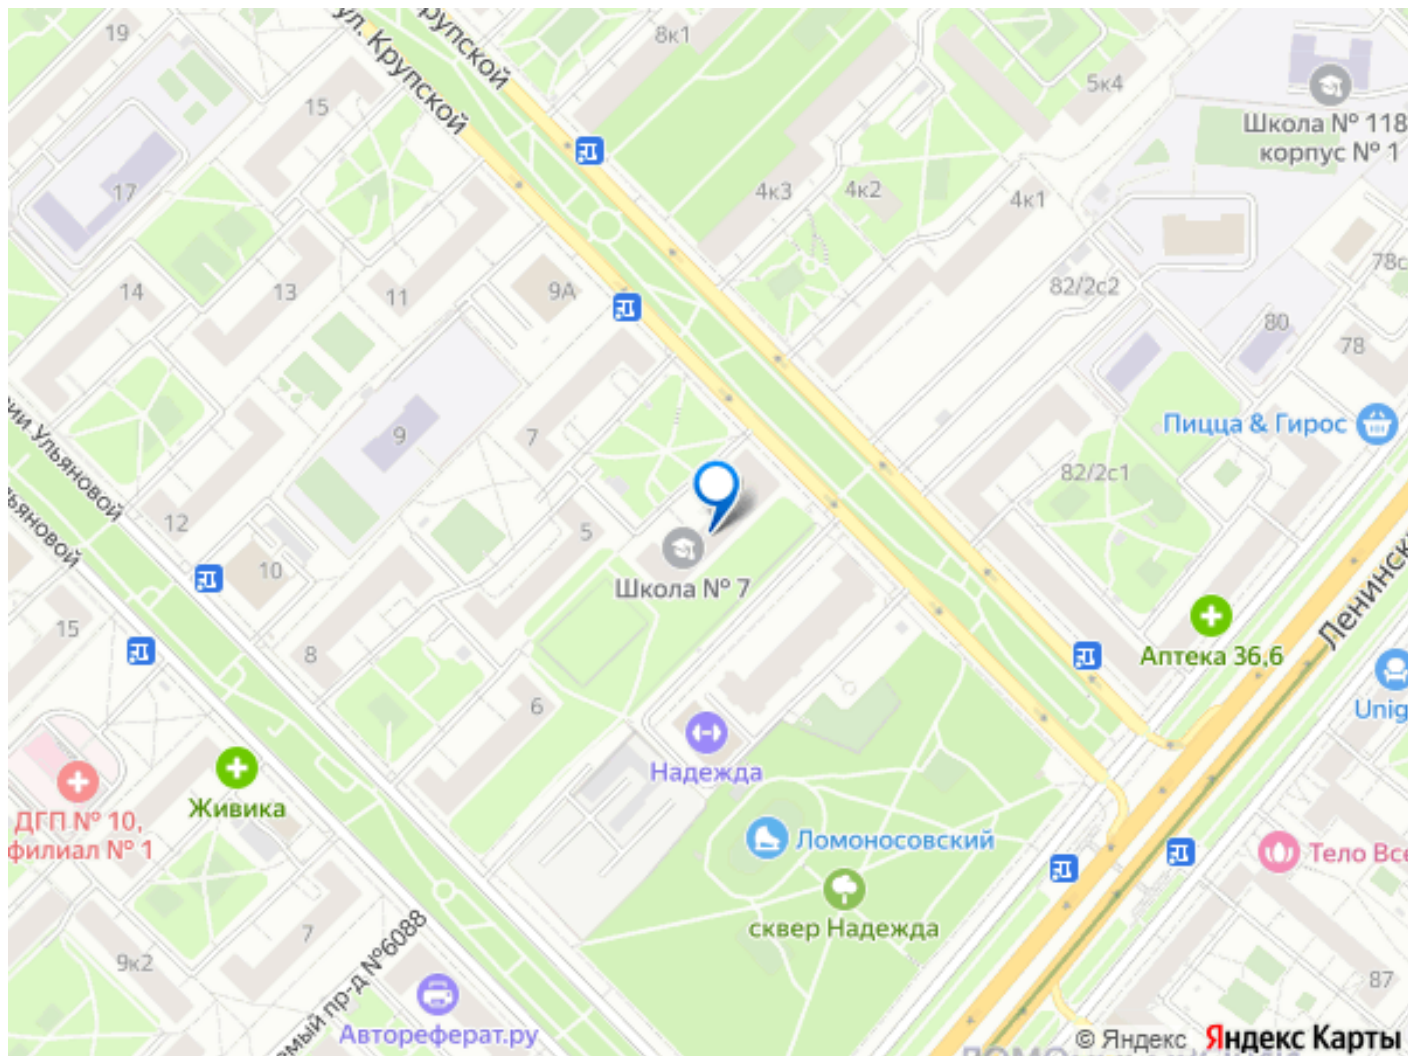 19
ул. Крупской
рупской
8к1
5к4
15
Школа № 118
корпус № 1
17
4к3
4к2
4к1
78с
82/2с2
14
13
11
9А
80
78
Пицца & Гирос
ии Ульяновой
9
7
82/2с1
ьяновой
12
5
10
Школа № 7
Ленинск
15
8
Аптека 36,6
6
Unig
Надежда
Живика
ДГП № 10,
филиал № 1
Ломоносовский
Тело Все
сквер Надежда
7
9к2
емый пр-д №6088
87
Автореферат.ру
© Яндекс Яндекс Карты